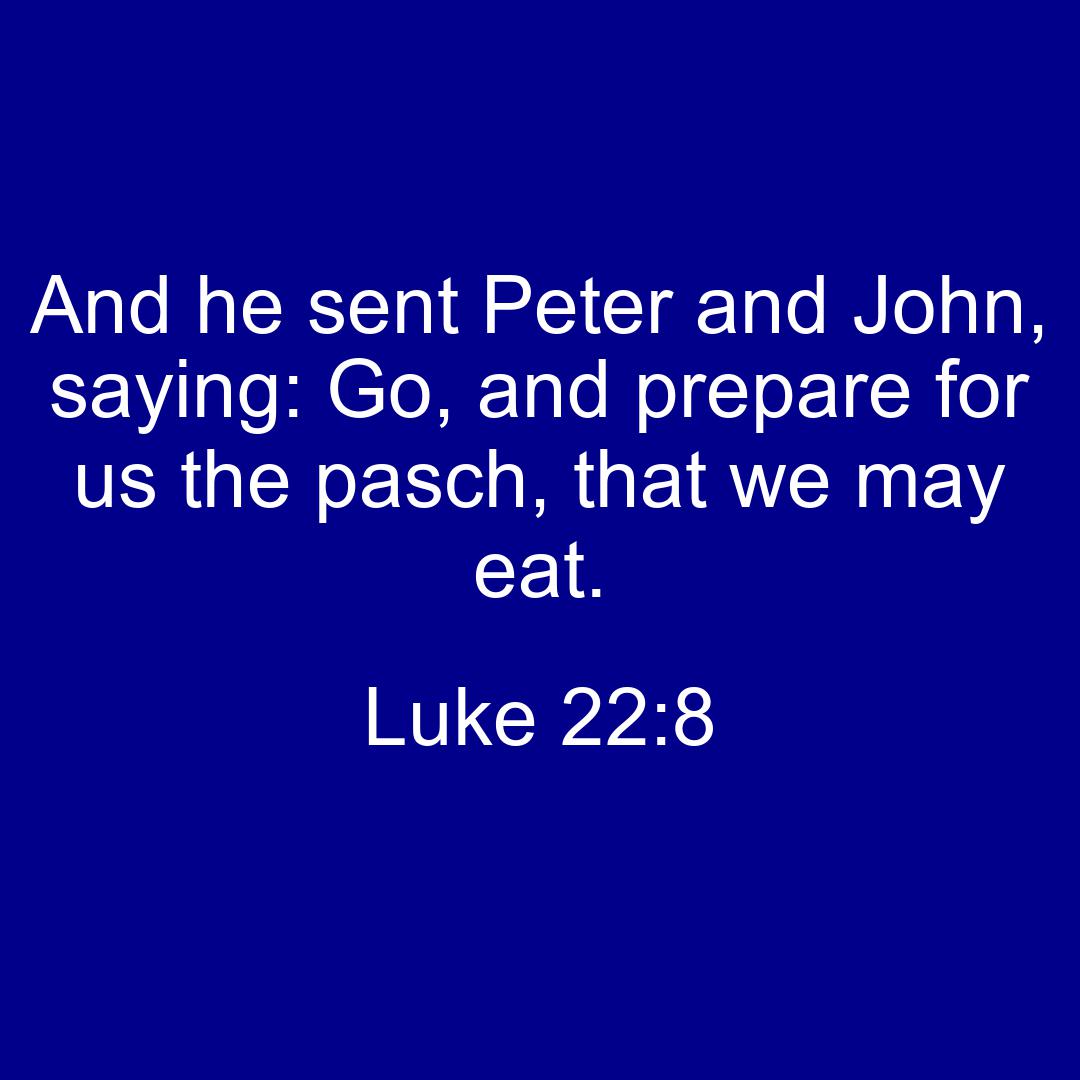 And he sent Peter and John,
saying: Go, and prepare for
us the pasch, that we may
eat.
Luke 22:8